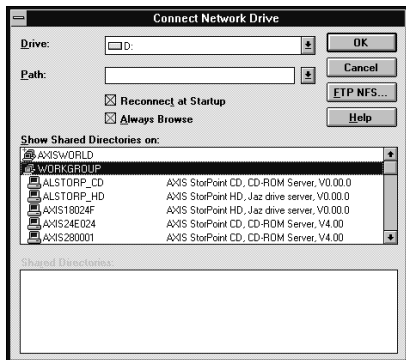 Connect Network Drive
Drive:
D:
OK
Cancel
Path:
FTP NFS...
Reconnect at Startup
Always Browse
Help
Show Shared Directories on:
AXISWORLD
WORKGROUP
ALSTORP_CD AXIS StorPoint CD, CD-ROM Server, V0.00.0
ALSTORP_HD AXIS StorPoint HD, Jaz drive server, V0.00.0
AXIS18024F AXIS StorPoint HD, Jaz drive server, V0.00.0
AXIS24E024 AXIS StorPoint CD, CD-ROM Server, V4.00
AXIS280001 AXIS StorPoint CD, CD-ROM Server, V4.00
Shared Directories: